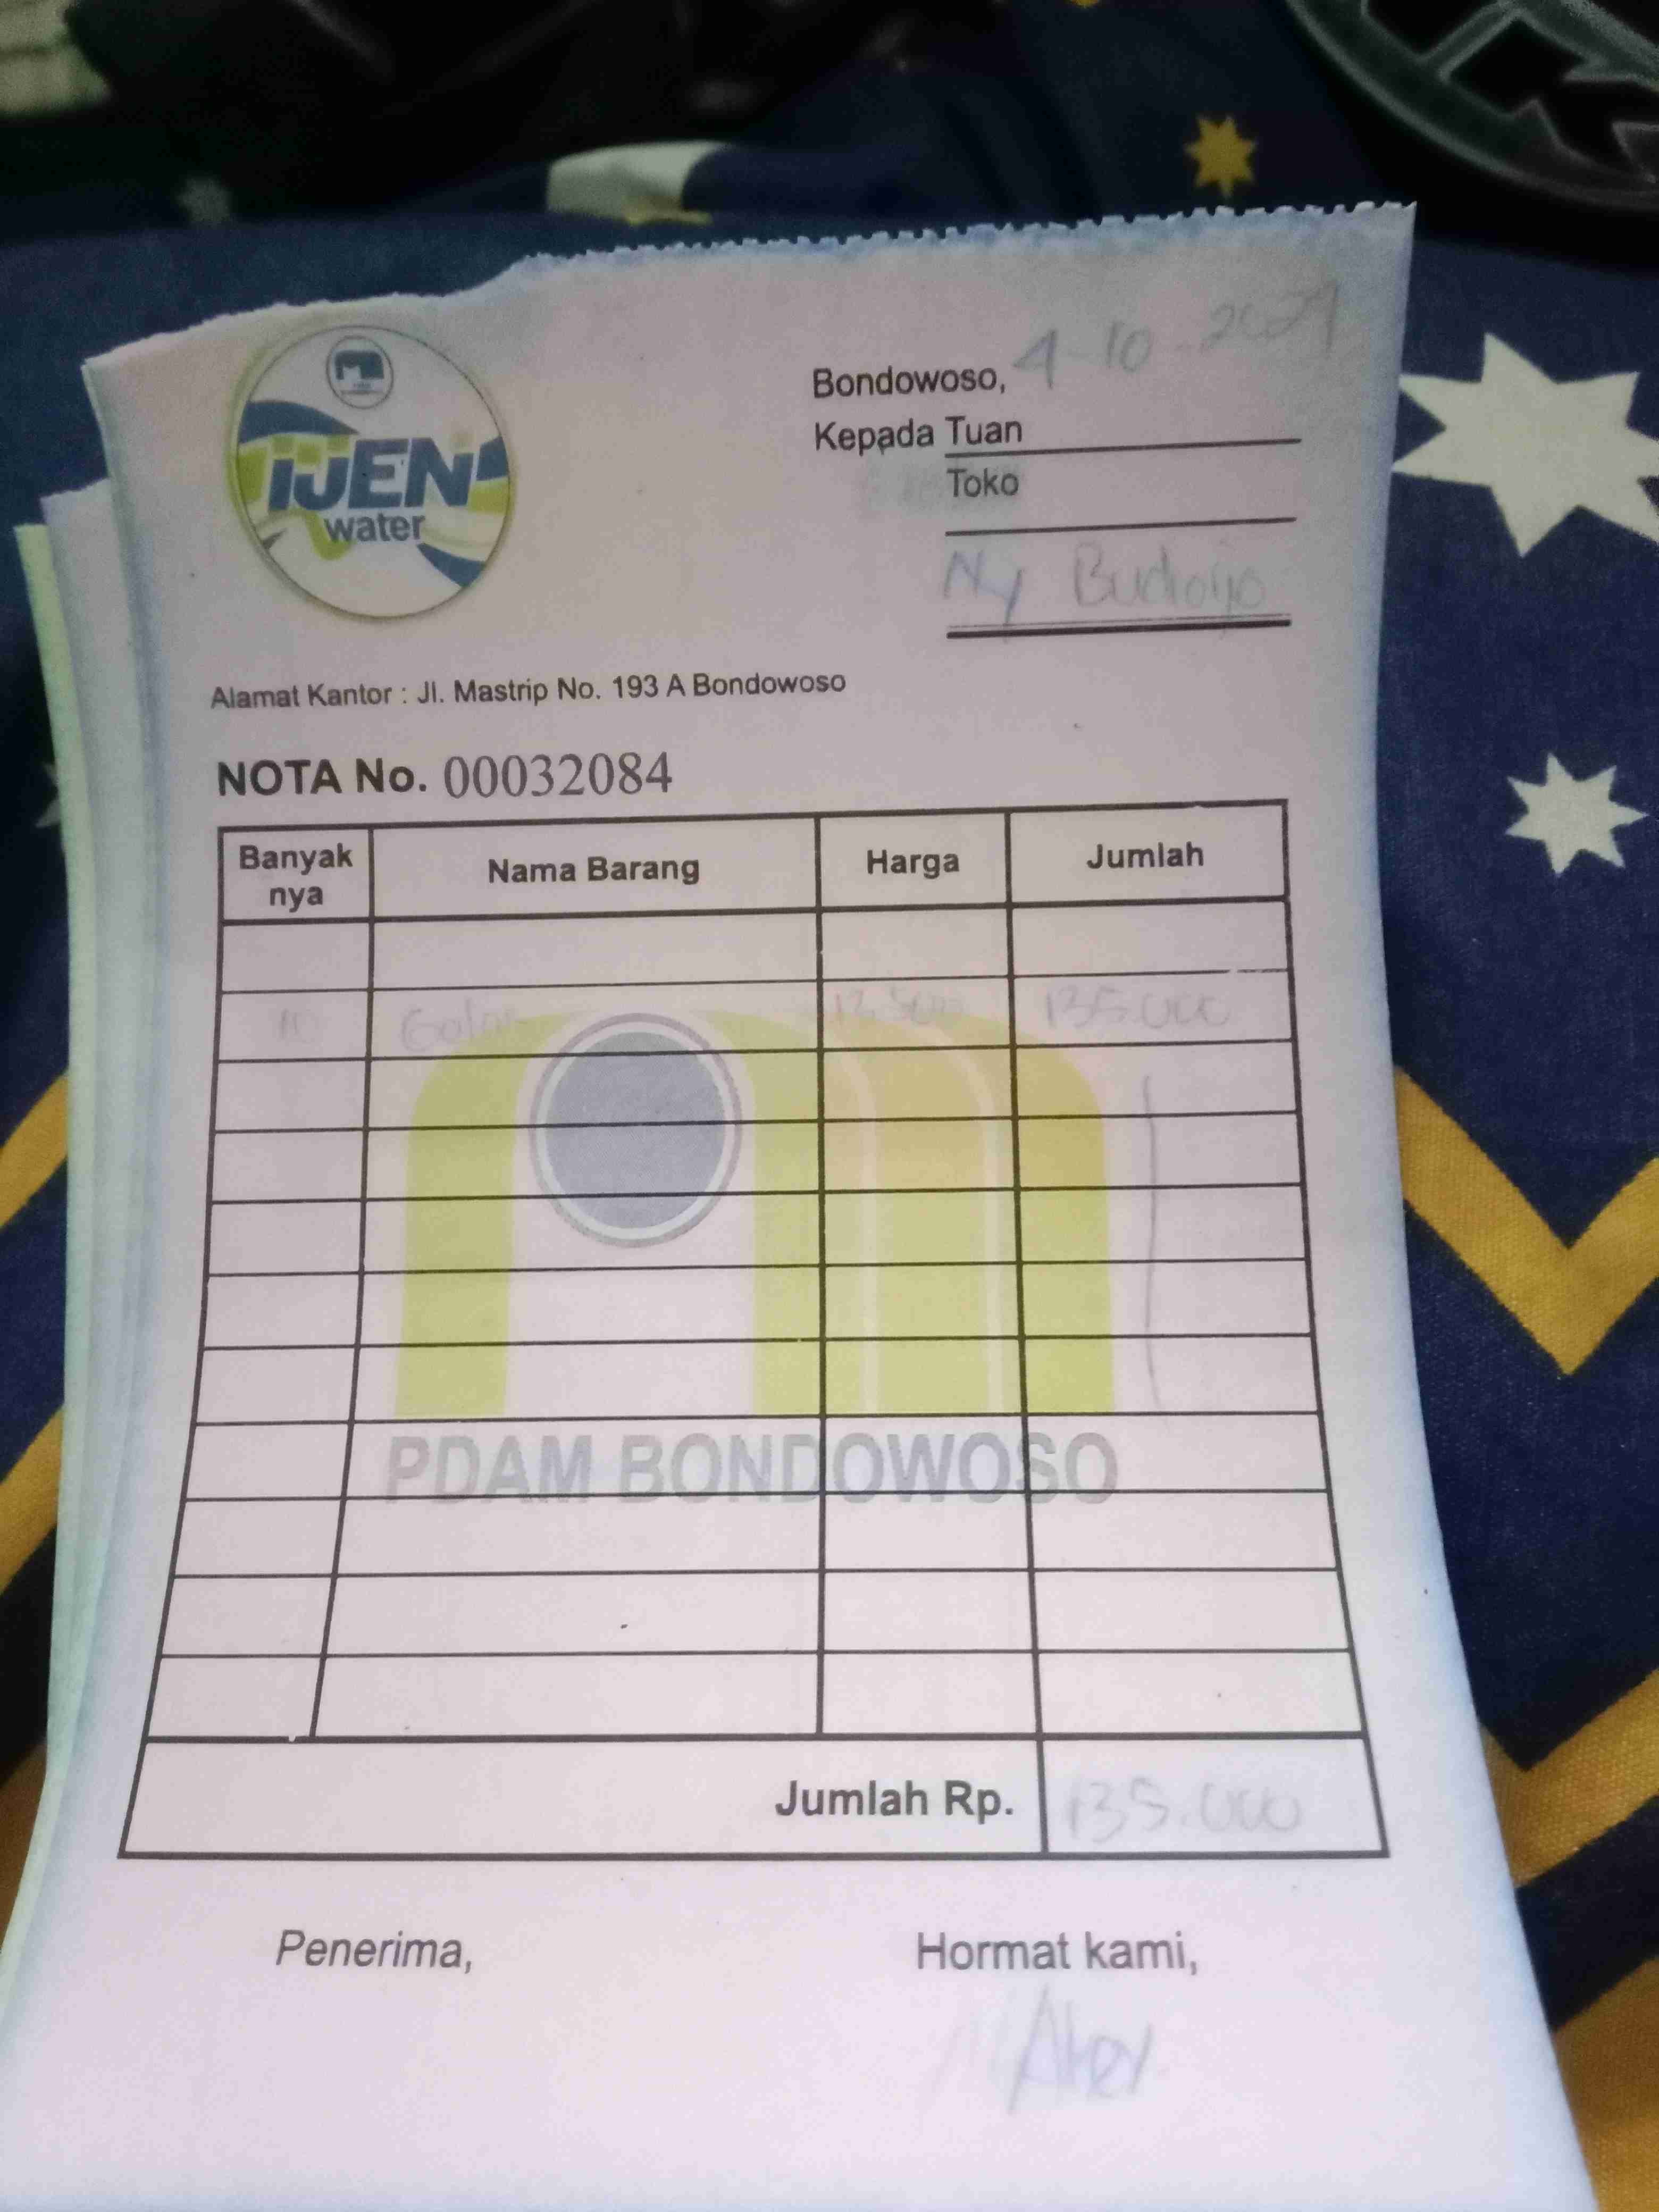 IJEN
water
Bondowoso, 4-10-2021
Kepada Tuan
Toko
Ny
Alamat Kantor : Jl. Mastrip No. 193 A Bondowoso
NOTA No. 00032084
Banyak nya Nama Barang Harga Jumlah
10 Galon 13.500 135.000
PDAM BONDOWOSO
Jumlah Rp. 135.000
Penerima, Hormat kami,